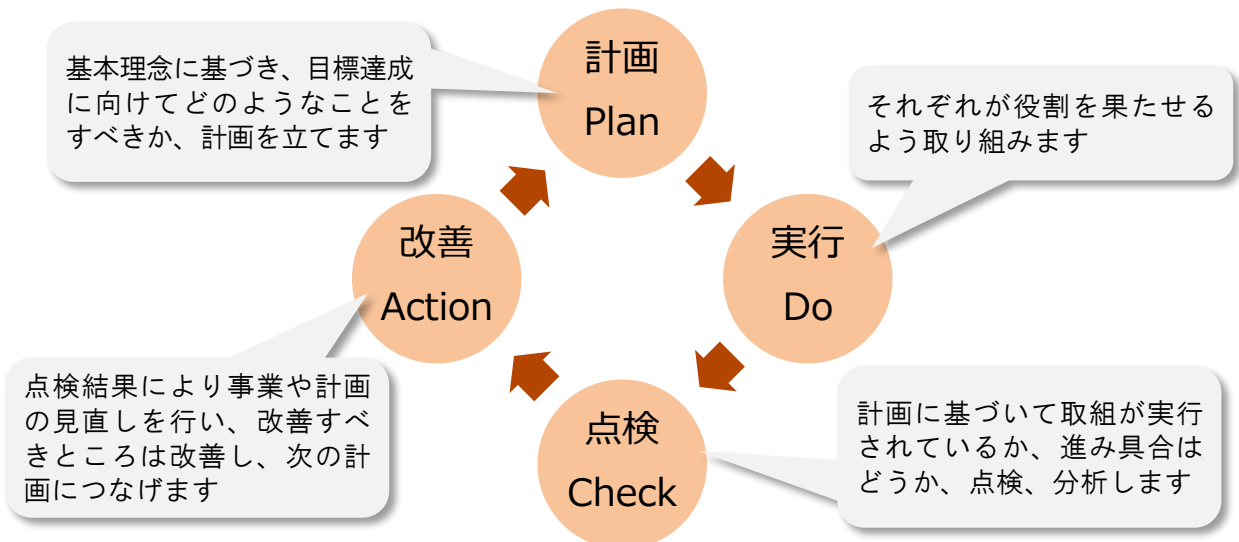 計画
Plan
基本理念に基づき、目標達成
に向けてどのようなことを
すべきか、計画を立てます
それぞれが役割を果たせる
よう取り組みます
実行
Do
改善
Action
点検結果により事業や計画
の見直しを行い、改善すべ
きところは改善し、次の計
画につなげます
点検
Check
計画に基づいて取組が実行
されているか、進み具合は
どうか、点検、分析します